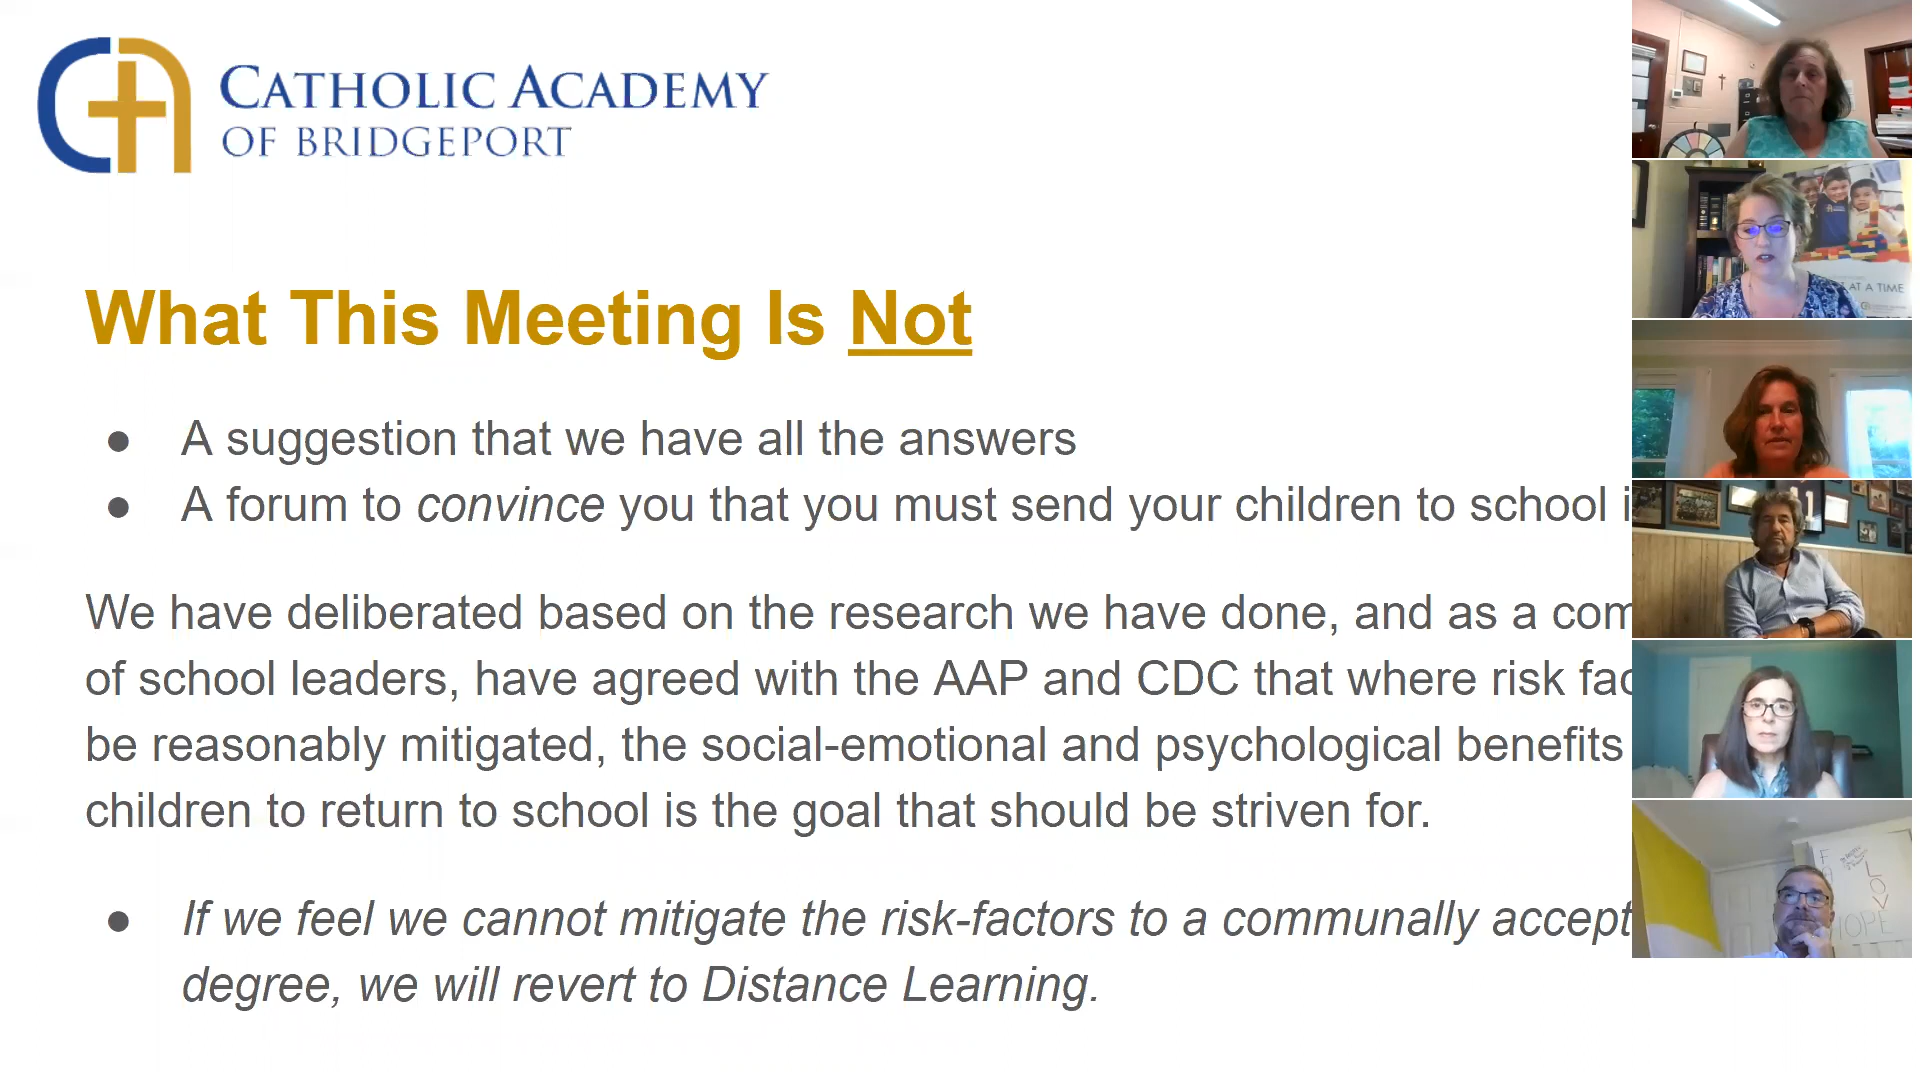 CATHOLIC ACADEMY
OF BRIDGEPORT
What This Meeting Is Not
● A suggestion that we have all the answers
● A forum to convince you that you must send your children to school
We have deliberated based on the research we have done, and as a
of school leaders, have agreed with the AAP and CDC that where risk
be reasonably mitigated, the social-emotional and psychological benefits
children to return to school is the goal that should be striven for.
● If we feel we cannot mitigate the risk-factors to a communally
degree, we will revert to Distance Learning.
AT A TIME
LOV
HOPE